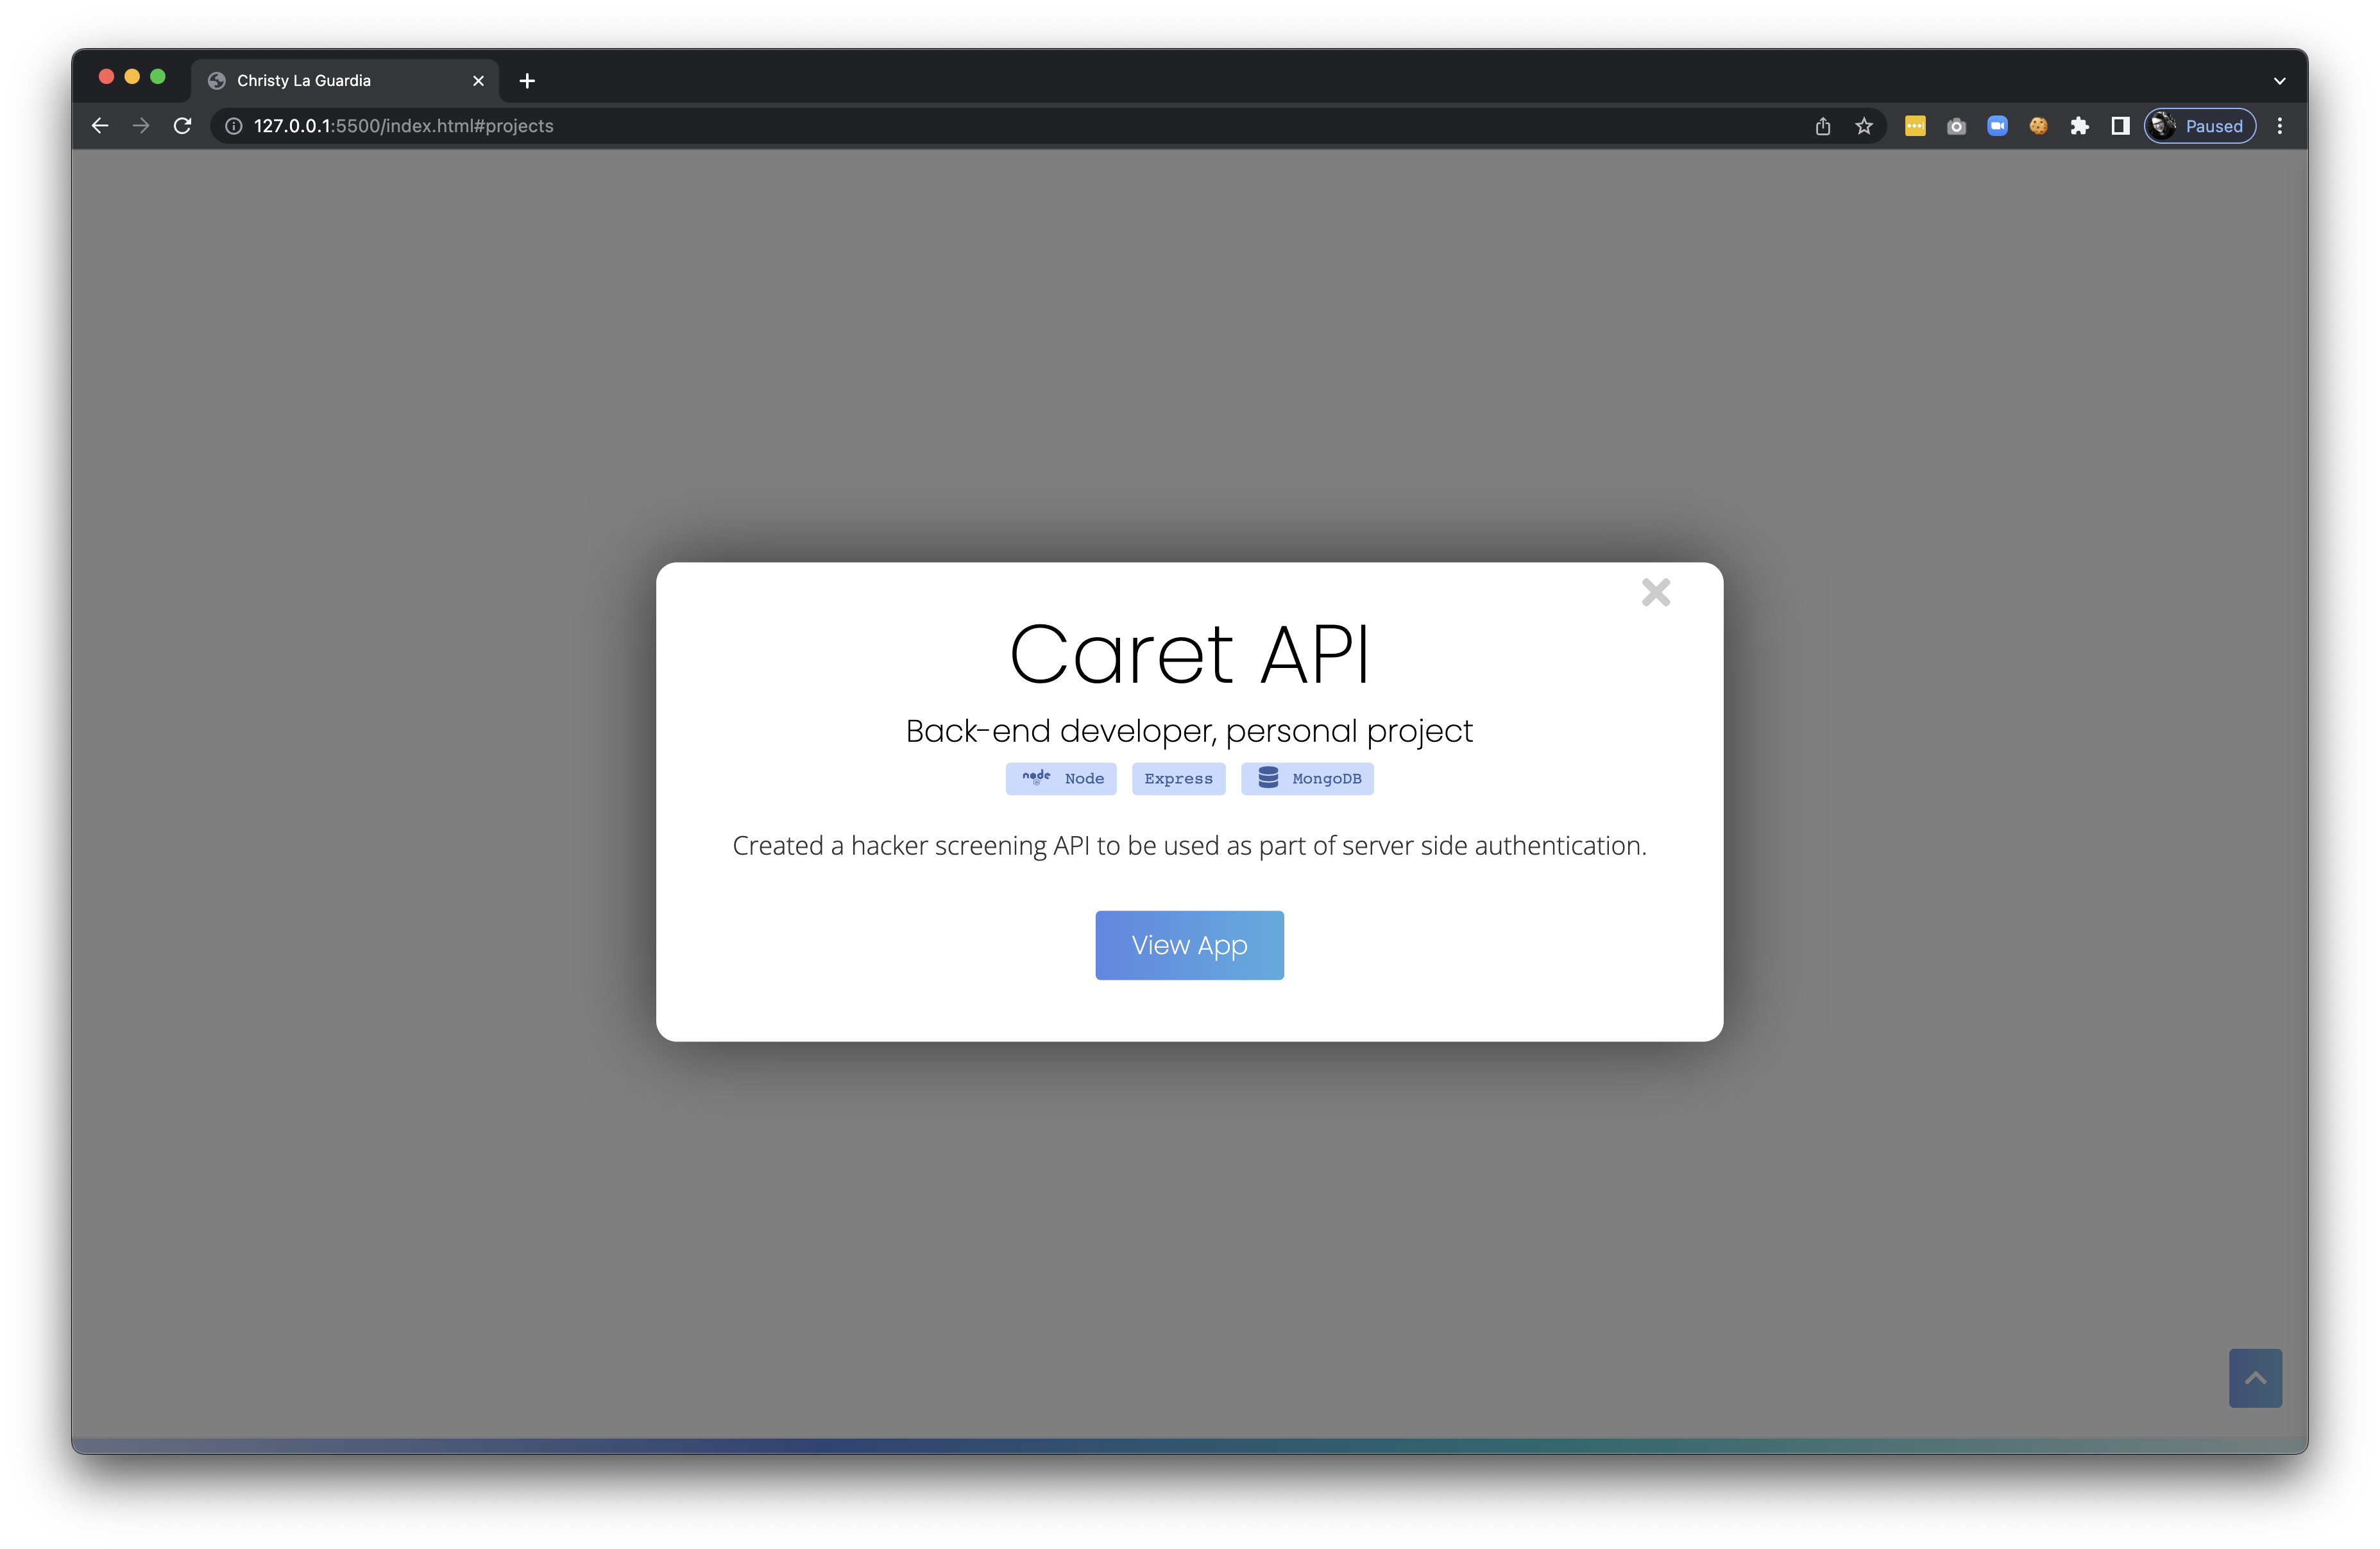 Christy La Guardia
127.0.0.1:5500/index.html#projects
Paused
Caret API
Back-end developer, personal project
node Node Express MongoDB
Created a hacker screening API to be used as part of server side authentication.
View App